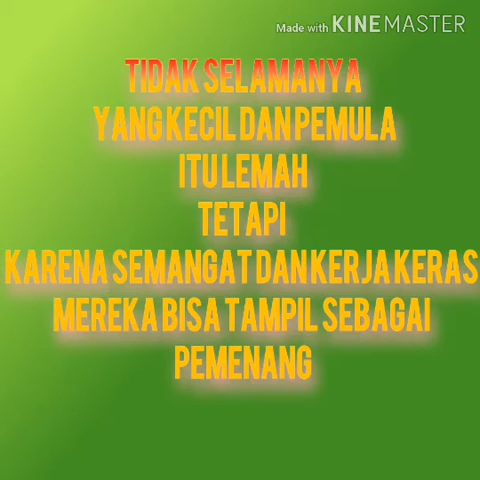 Made with KINEMASTER
TIDAK SELAMANYA
YANG KECIL DAN PEMULA
ITU LEMAH
TETAPI
KARENA SEMANGAT DAN KERJA KERAS
MEREKA BISA TAMPIL SEBAGAI
PEMENANG